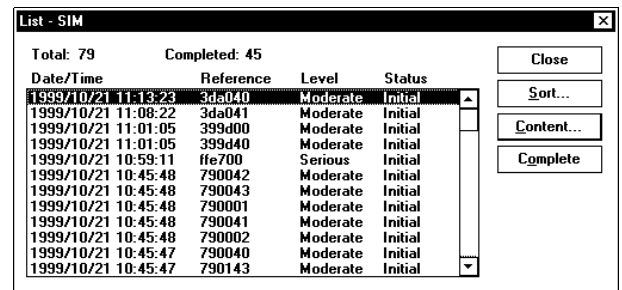 List - SIM
Total: 79 Completed: 45
Close
Date/Time Reference Level Status
1999/10/21 11:13:23 3da040 Moderate Initial
Sort...
1999/10/21 11:08:22 3da041 Moderate Initial
1999/10/21 11:01:05 399d00 Moderate Initial
Content...
1999/10/21 11:01:05 399d40 Moderate Initial
1999/10/21 10:59:11 ffe700 Serious Initial
Complete
1999/10/21 10:45:48 790042 Moderate Initial
1999/10/21 10:45:48 790043 Moderate Initial
1999/10/21 10:45:48 790001 Moderate Initial
1999/10/21 10:45:48 790041 Moderate Initial
1999/10/21 10:45:48 790002 Moderate Initial
1999/10/21 10:45:47 790040 Moderate Initial
1999/10/21 10:45:47 790143 Moderate Initial